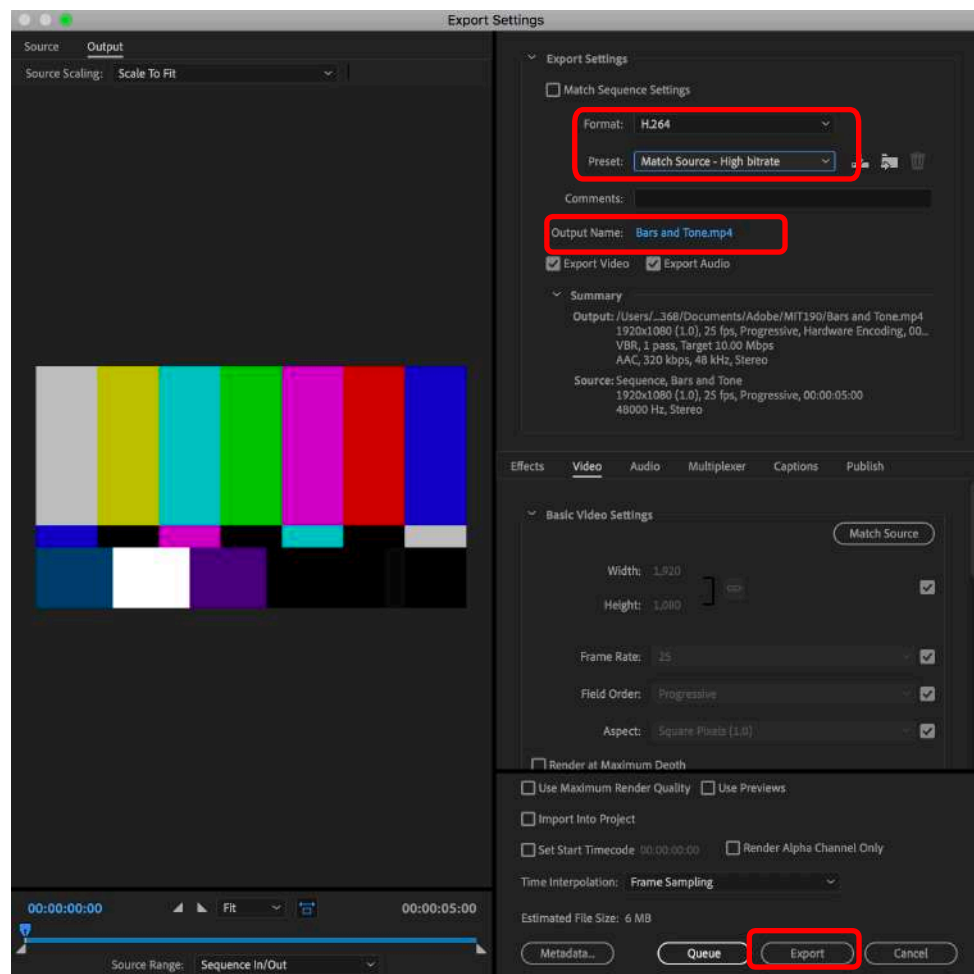 Export Settings
Source Output
Source Scaling: Scale To Fit
Export Settings
Match Sequence Settings
Format: H.264
Preset: Match Source - High bitrate
Comments:
Output Name: Bars and Tone.mp4
Export Video Export Audio
Summary
Output: /Users/...368/Documents/Adobe/MIT190/Bars and Tone.mp4
1920x1080 (1.0), 25 fps, Progressive, Hardware Encoding, 00...
VBR, 1 pass, Target 10.00 Mbps
AAC, 320 kbps, 48 kHz, Stereo
Source: Sequence, Bars and Tone
1920x1080 (1.0), 25 fps, Progressive, 00:00:05:00
48000 Hz, Stereo
Effects Video Audio Multiplexer Captions Publish
Basic Video Settings
Match Source
Width: 1,920
Height: 1,080
Frame Rate: 25
Field Order: Progressive
Aspect: Square Pixels (1.0)
Render at Maximum Depth
Use Maximum Render Quality Use Previews
Import Into Project
Set Start Timecode 00:00:00:00 Render Alpha Channel Only
Time Interpolation: Frame Sampling
00:00:00:00 Fit 00:00:05:00
Estimated File Size: 6 MB
Source Range: Sequence In/Out
Metadata... Queue Export Cancel